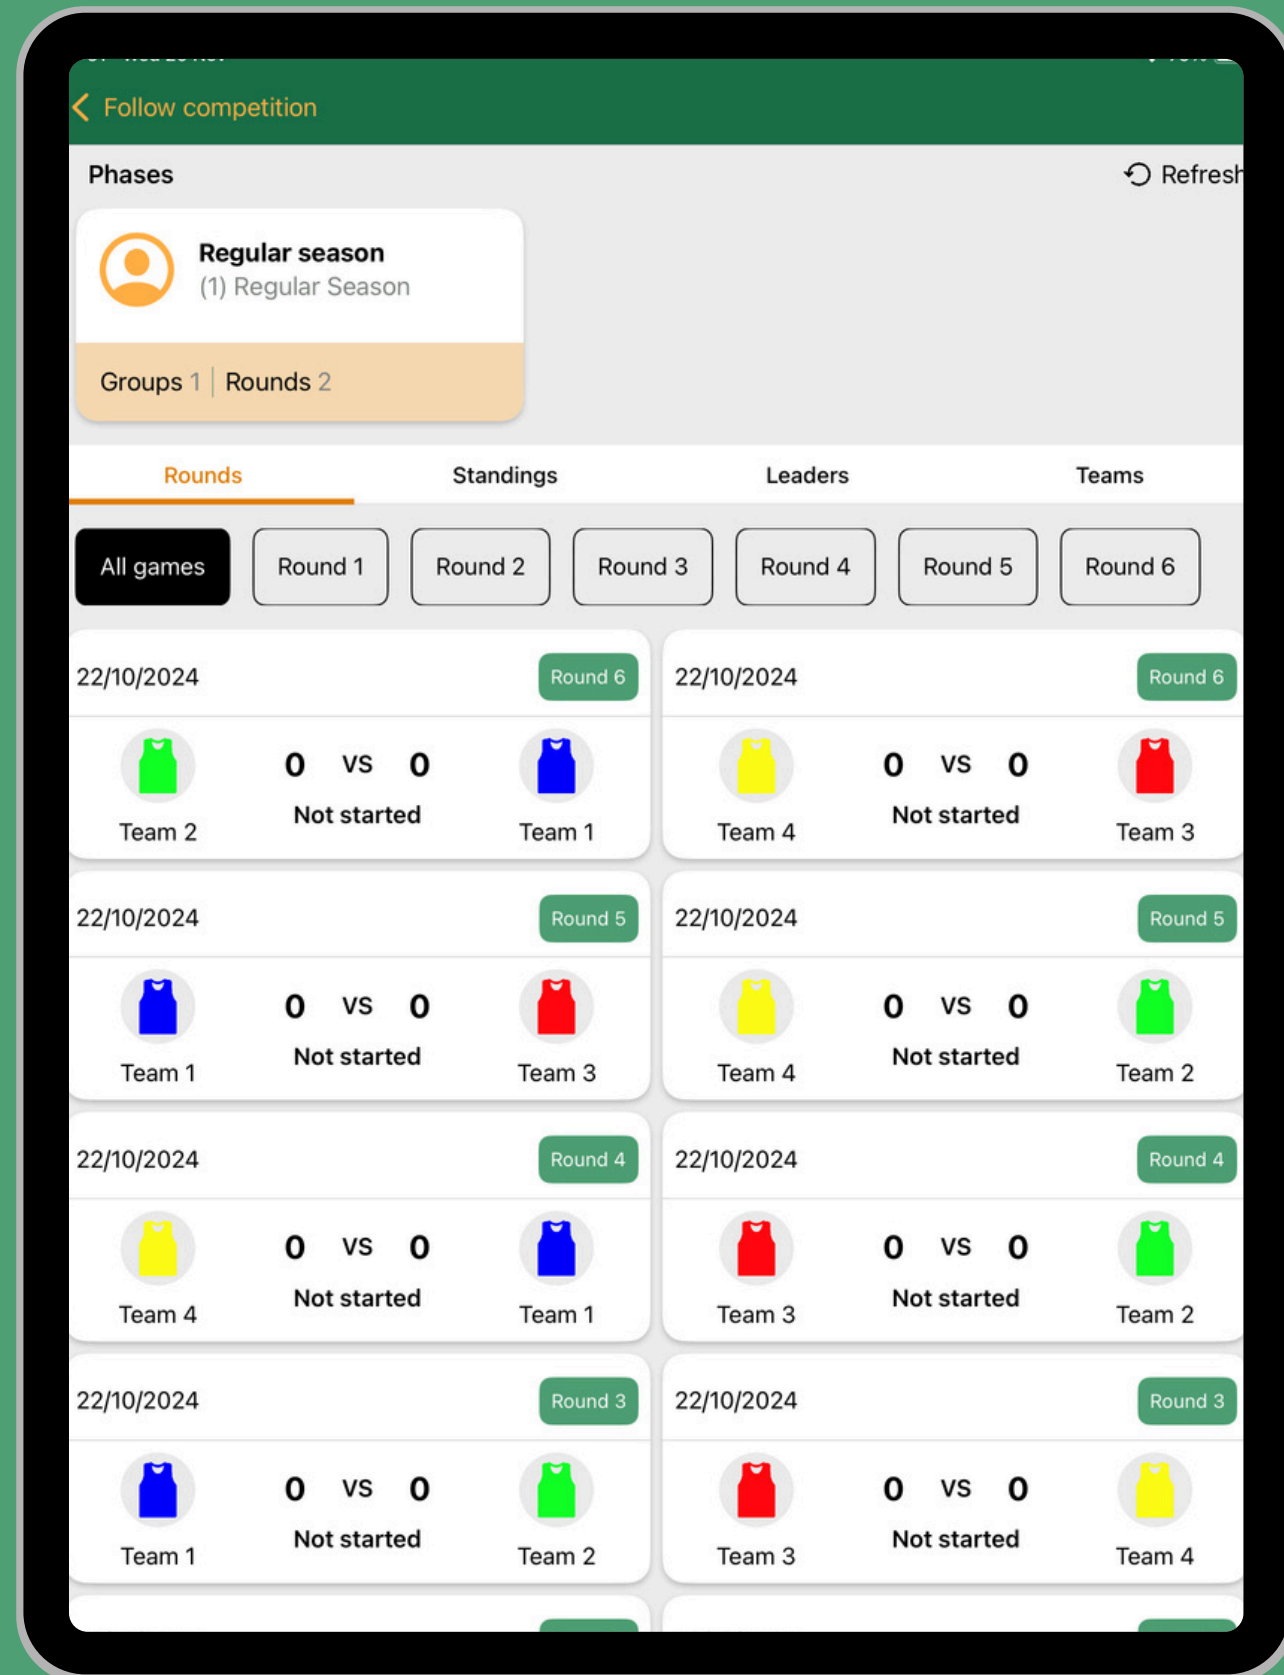 Follow competition
Phases
Refresh
Regular season
(1) Regular Season
Groups 1 Rounds 2
Rounds Standings Leaders Teams
All games Round 1 Round 2 Round 3 Round 4 Round 5 Round 6
22/10/2024 Round 6
0 VS 0
Not started
Team 2 Team 1
22/10/2024 Round 6
0 VS 0
Not started
Team 4 Team 3
22/10/2024 Round 5
0 VS 0
Not started
Team 1 Team 3
22/10/2024 Round 5
0 VS 0
Not started
Team 4 Team 2
22/10/2024 Round 4
0 VS 0
Not started
Team 4 Team 1
22/10/2024 Round 4
0 VS 0
Not started
Team 3 Team 2
22/10/2024 Round 3
0 VS 0
Not started
Team 1 Team 2
22/10/2024 Round 3
0 VS 0
Not started
Team 3 Team 4